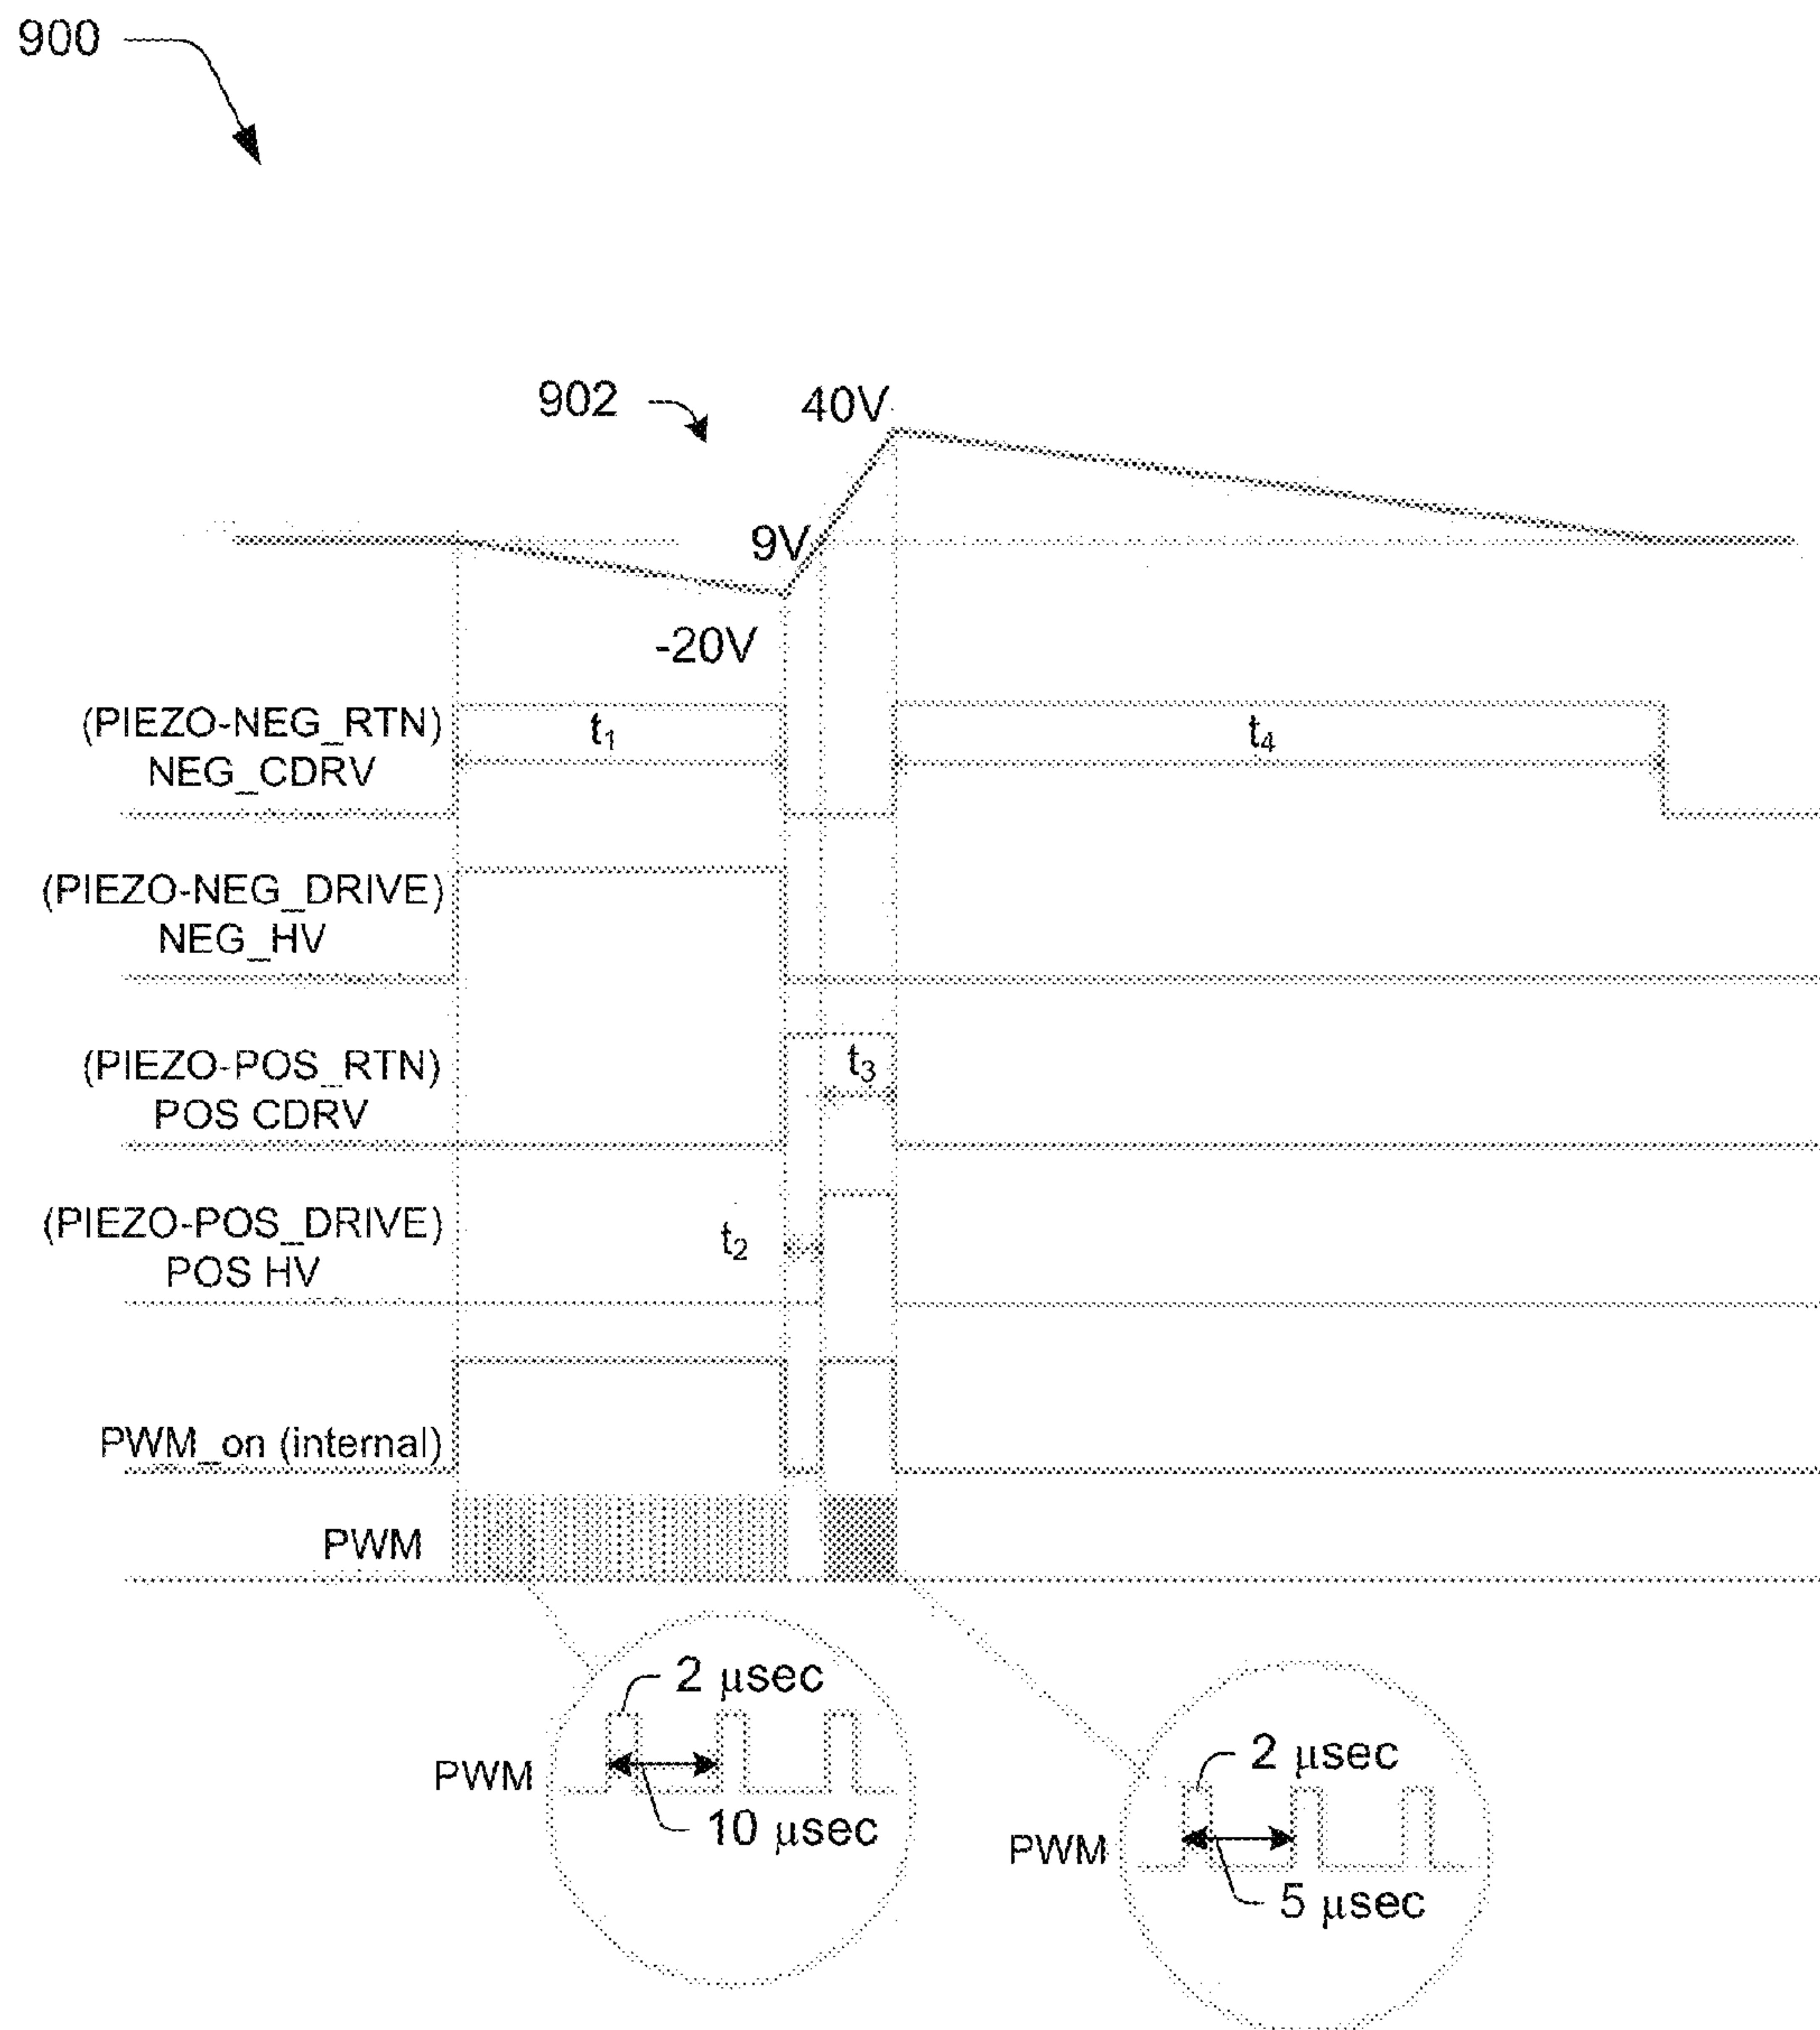 900
902
40V
9V
-20V
(PIEZO-NEG_RTN)
NEG_CDRV
t1
t4
(PIEZO-NEG_DRIVE)
NEG_HV
(PIEZO-POS_RTN)
POS CDRV
t3
(PIEZO-POS_DRIVE)
POS HV
t2
PWM_on (internal)
PWM
2 μsec
PWM
10 μsec
2 μsec
PWM
5 μsec